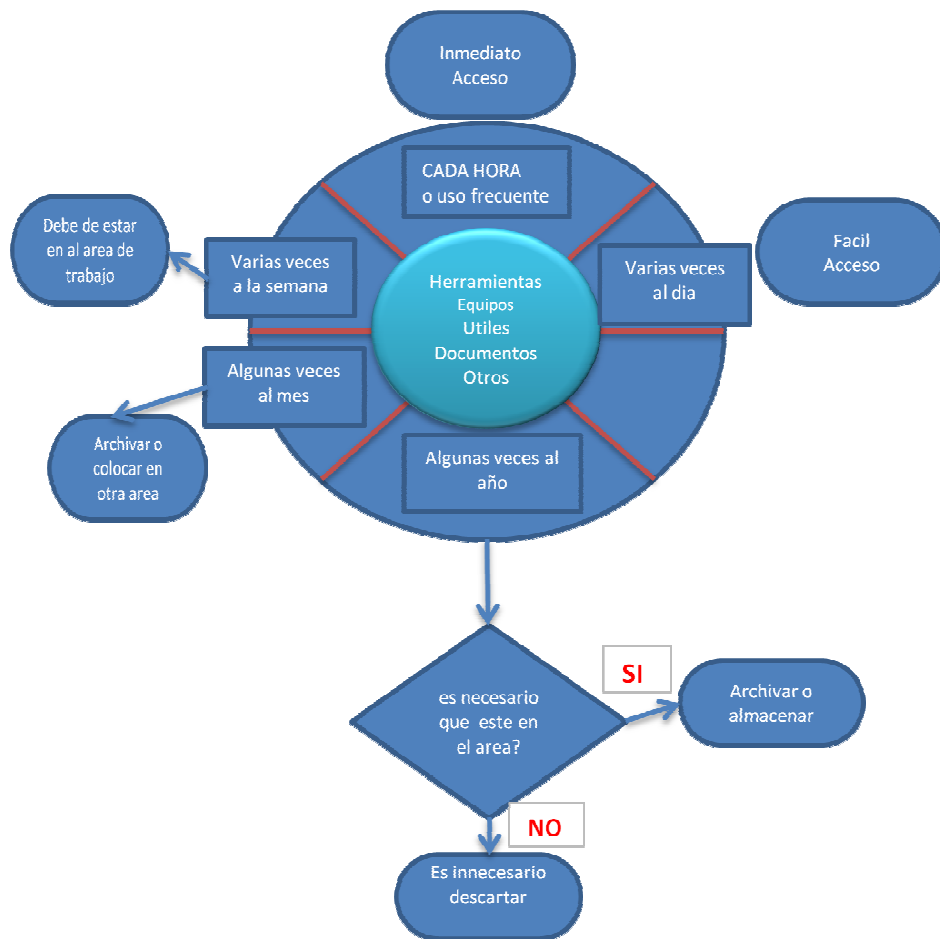 Inmediato
Acceso
CADA HORA
o uso frecuente
Debe de estar
en al area de
trabajo
Varias veces
a la semana
Herramientas
Equipos
Utiles
Documentos
Otros
Varias veces
al dia
Facil
Acceso
Algunas veces
al mes
Archivar o
colocar en
otra area
Algunas veces al
año
es necesario
que este en
el area?
SI
Archivar o
almacenar
NO
Es innecesario
descartar